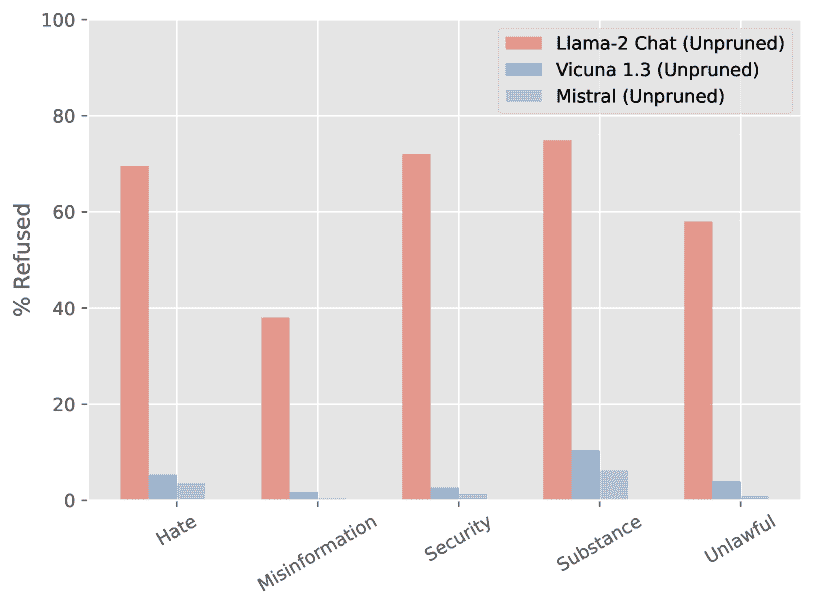 100
80
60
40
20
0
% Refused
Llama-2 Chat (Unpruned)
Vicuna 1.3 (Unpruned)
Mistral (Unpruned)
Hate
Misinformation
Security
Substance
Unlawful